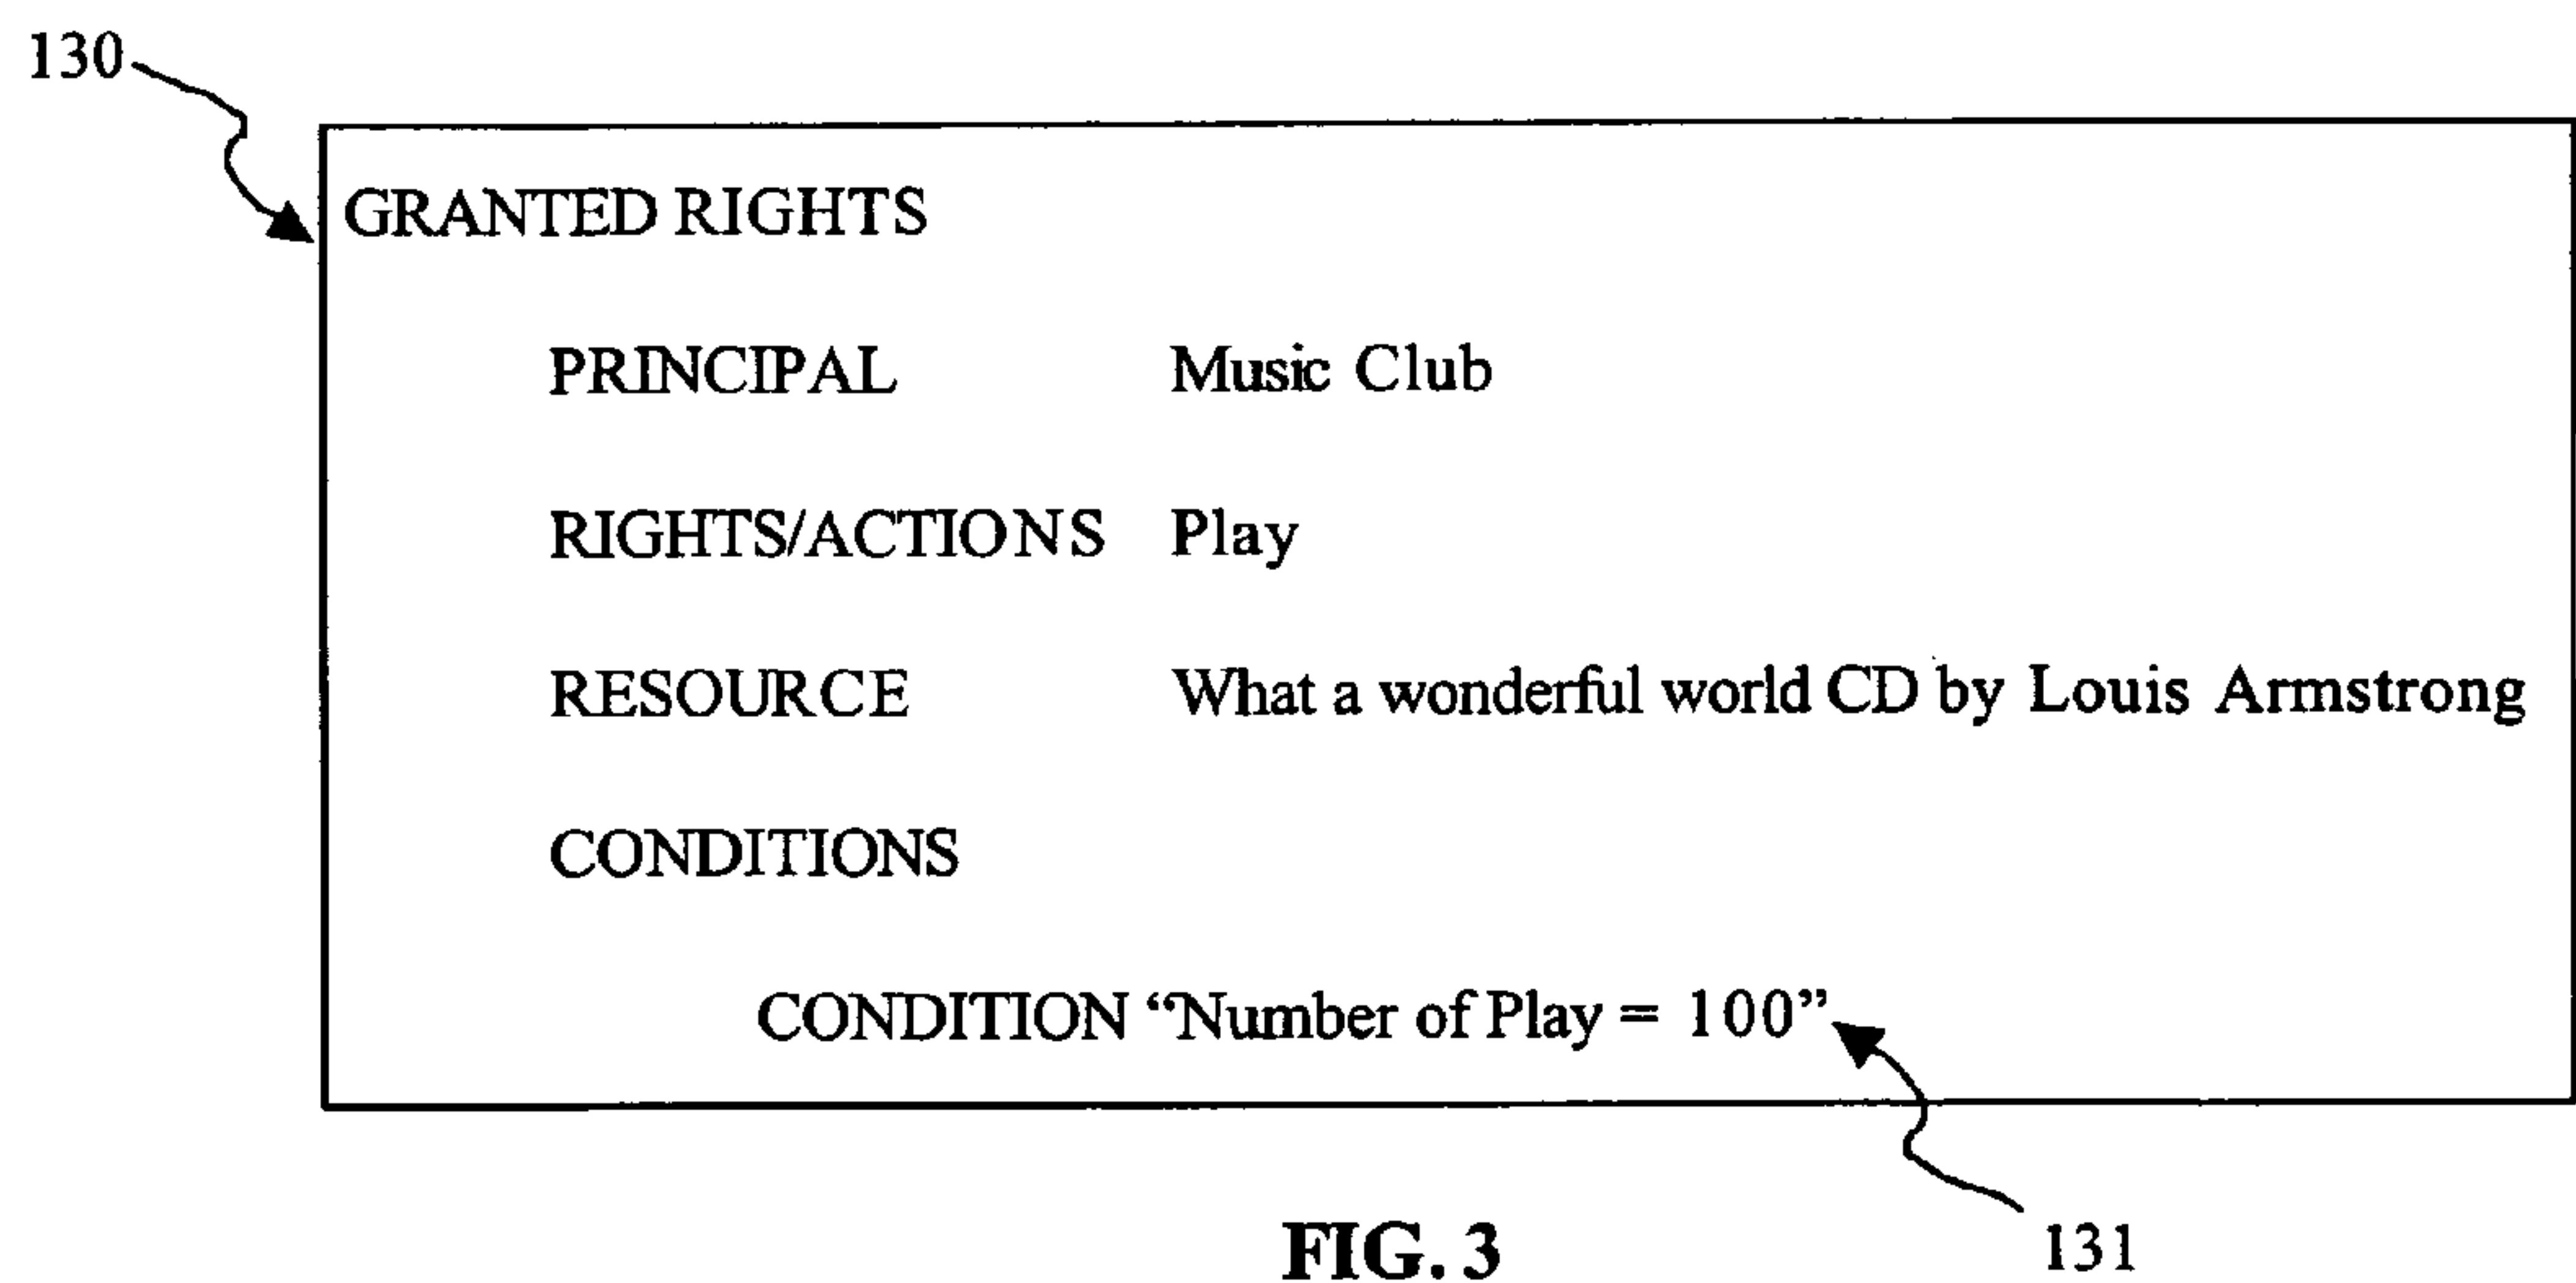 130
GRANTED RIGHTS
PRINCIPAL Music Club
RIGHTS/ACTIONS Play
RESOURCE What a wonderful world CD by Louis Armstrong
CONDITIONS
CONDITION “Number of Play = 100”
131
FIG. 3